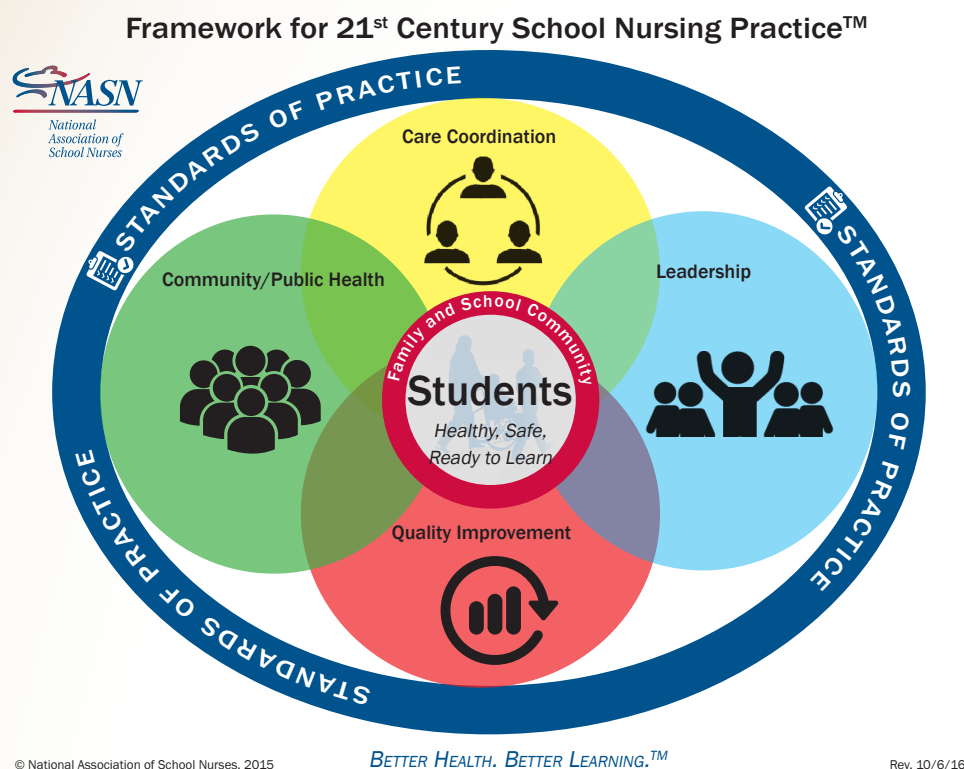 Framework for 21st Century School Nursing Practice™
NASN
National
Association of
School Nurses
STANDARDS OF PRACTICE
STANDARDS OF PRACTICE
STANDARDS OF PRACTICE
Care Coordination
Community/Public Health
Leadership
Family and School Community
Students
Healthy, Safe,
Ready to Learn
Quality Improvement
© National Association of School Nurses. 2015
BETTER HEALTH. BETTER LEARNING.™
Rev. 10/6/16